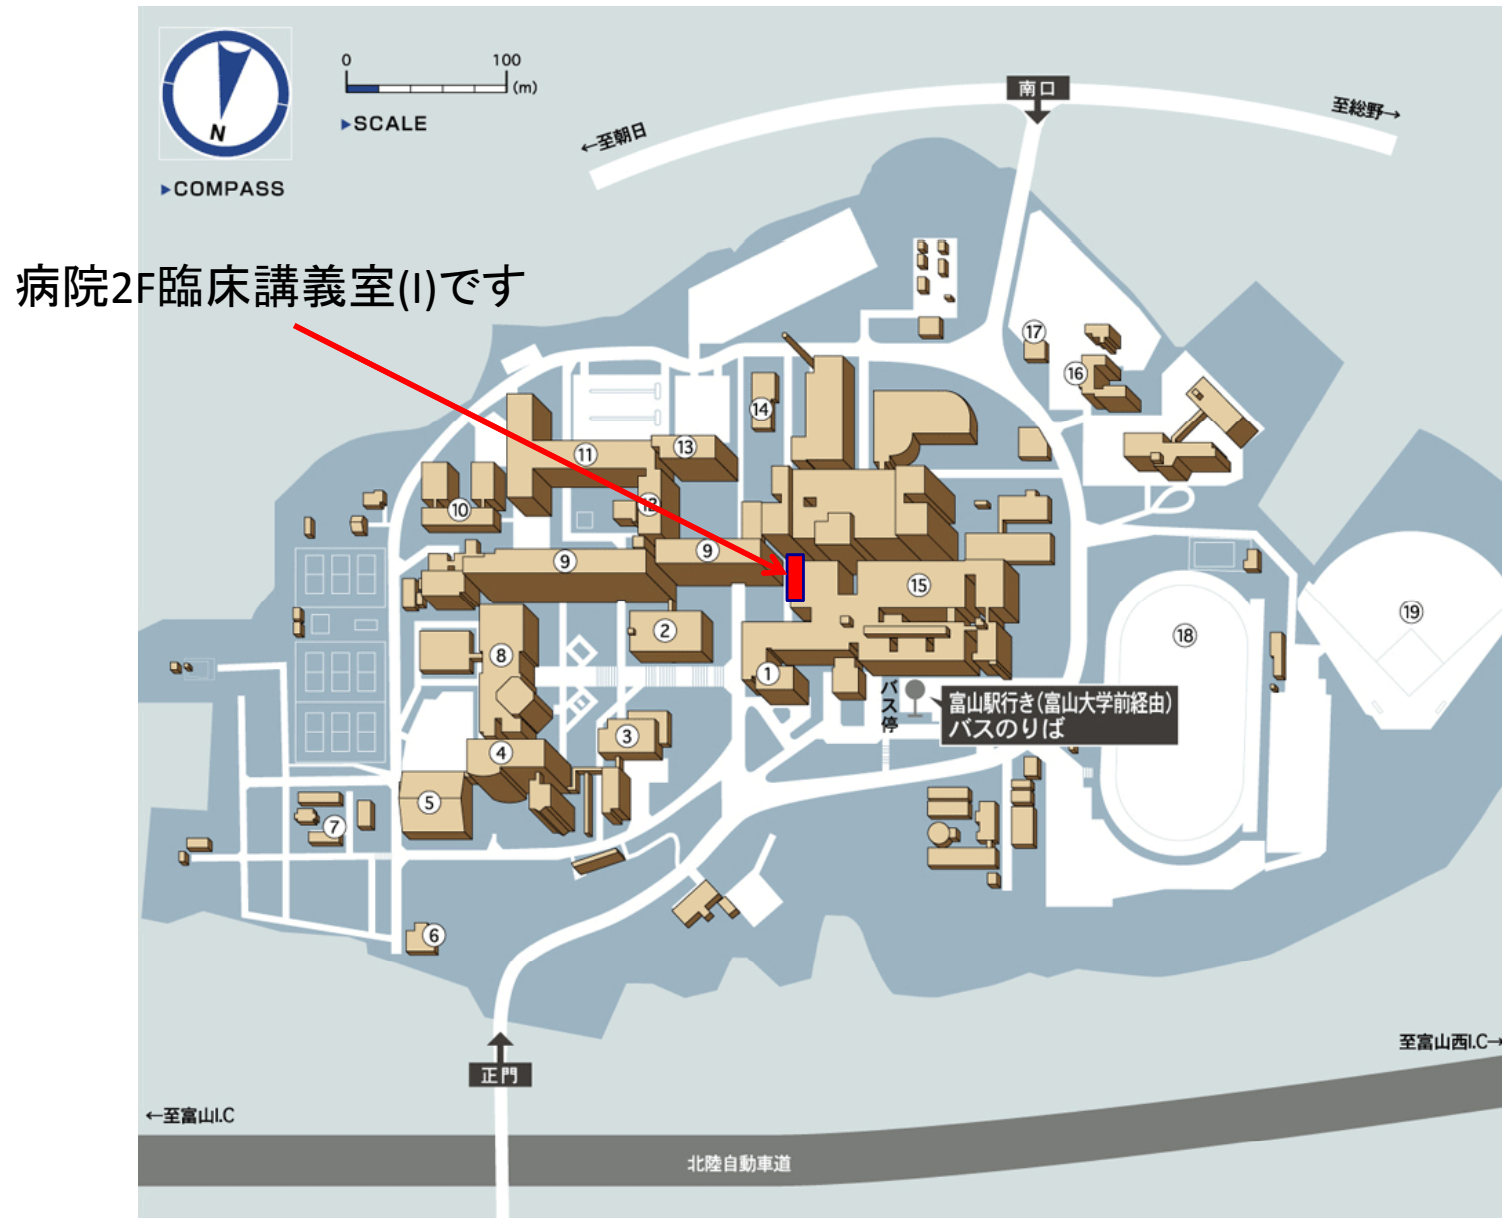 0 100
(m)
▶SCALE
N
▶COMPASS
南口
←至朝日
至総野→
病院2F臨床講義室(I)です
⑰
⑯
⑭
⑬
⑪
⑩
⑫
⑨
⑨
⑮
⑲
②
⑱
⑧
①
バス停
富山駅行き(富山大学前経由)
バスのりば
③
④
⑤
⑦
⑥
至富山西I.C→
正門
←至富山I.C
北陸自動車道